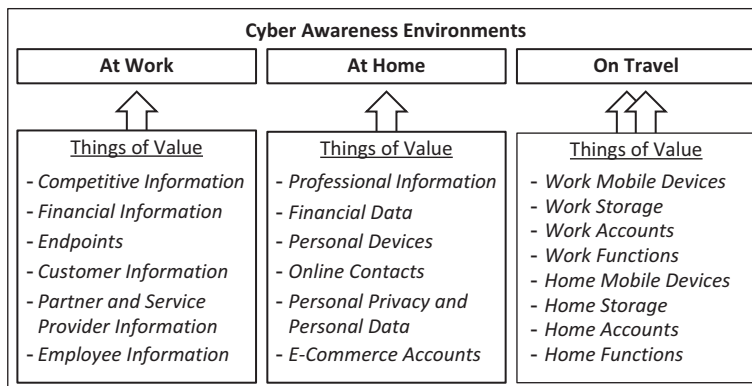 Cyber Awareness Environments
At Work
At Home
On Travel
Things of Value
- Competitive Information
- Financial Information
- Endpoints
- Customer Information
- Partner and Service
Provider Information
- Employee Information
Things of Value
- Professional Information
- Financial Data
- Personal Devices
- Online Contacts
- Personal Privacy and
Personal Data
- E-Commerce Accounts
Things of Value
- Work Mobile Devices
- Work Storage
- Work Accounts
- Work Functions
- Home Mobile Devices
- Home Storage
- Home Accounts
- Home Functions